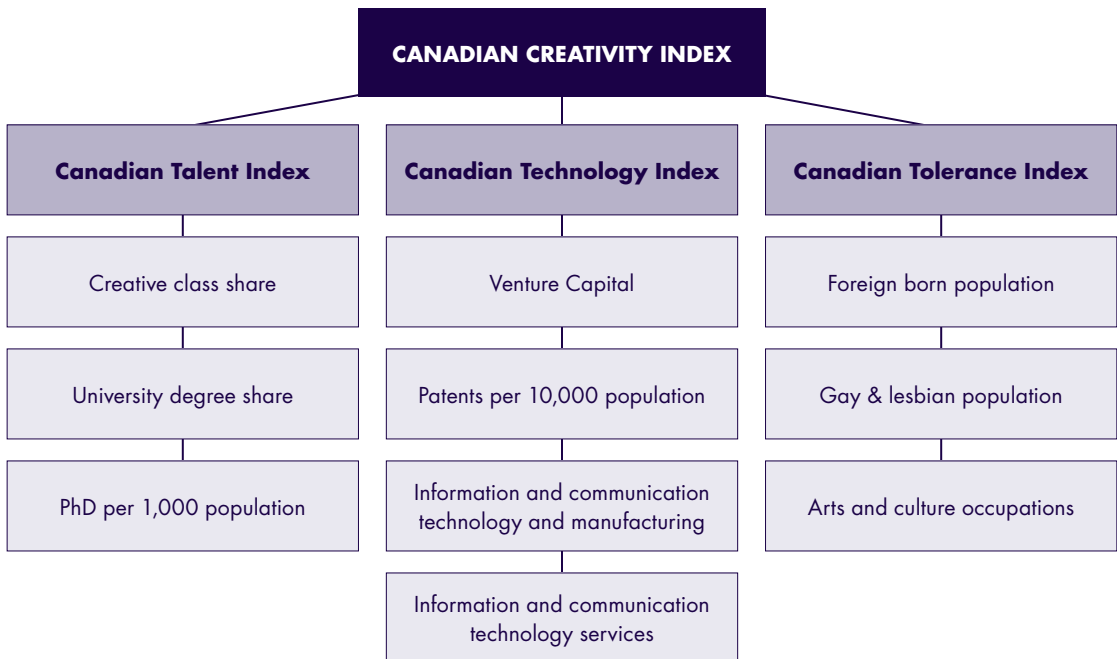 CANADIAN CREATIVITY INDEX
Canadian Talent Index
Creative class share
University degree share
PhD per 1,000 population
Canadian Technology Index
Venture Capital
Patents per 10,000 population
Information and communication
technology and manufacturing
Information and communication
technology services
Canadian Tolerance Index
Foreign born population
Gay & lesbian population
Arts and culture occupations